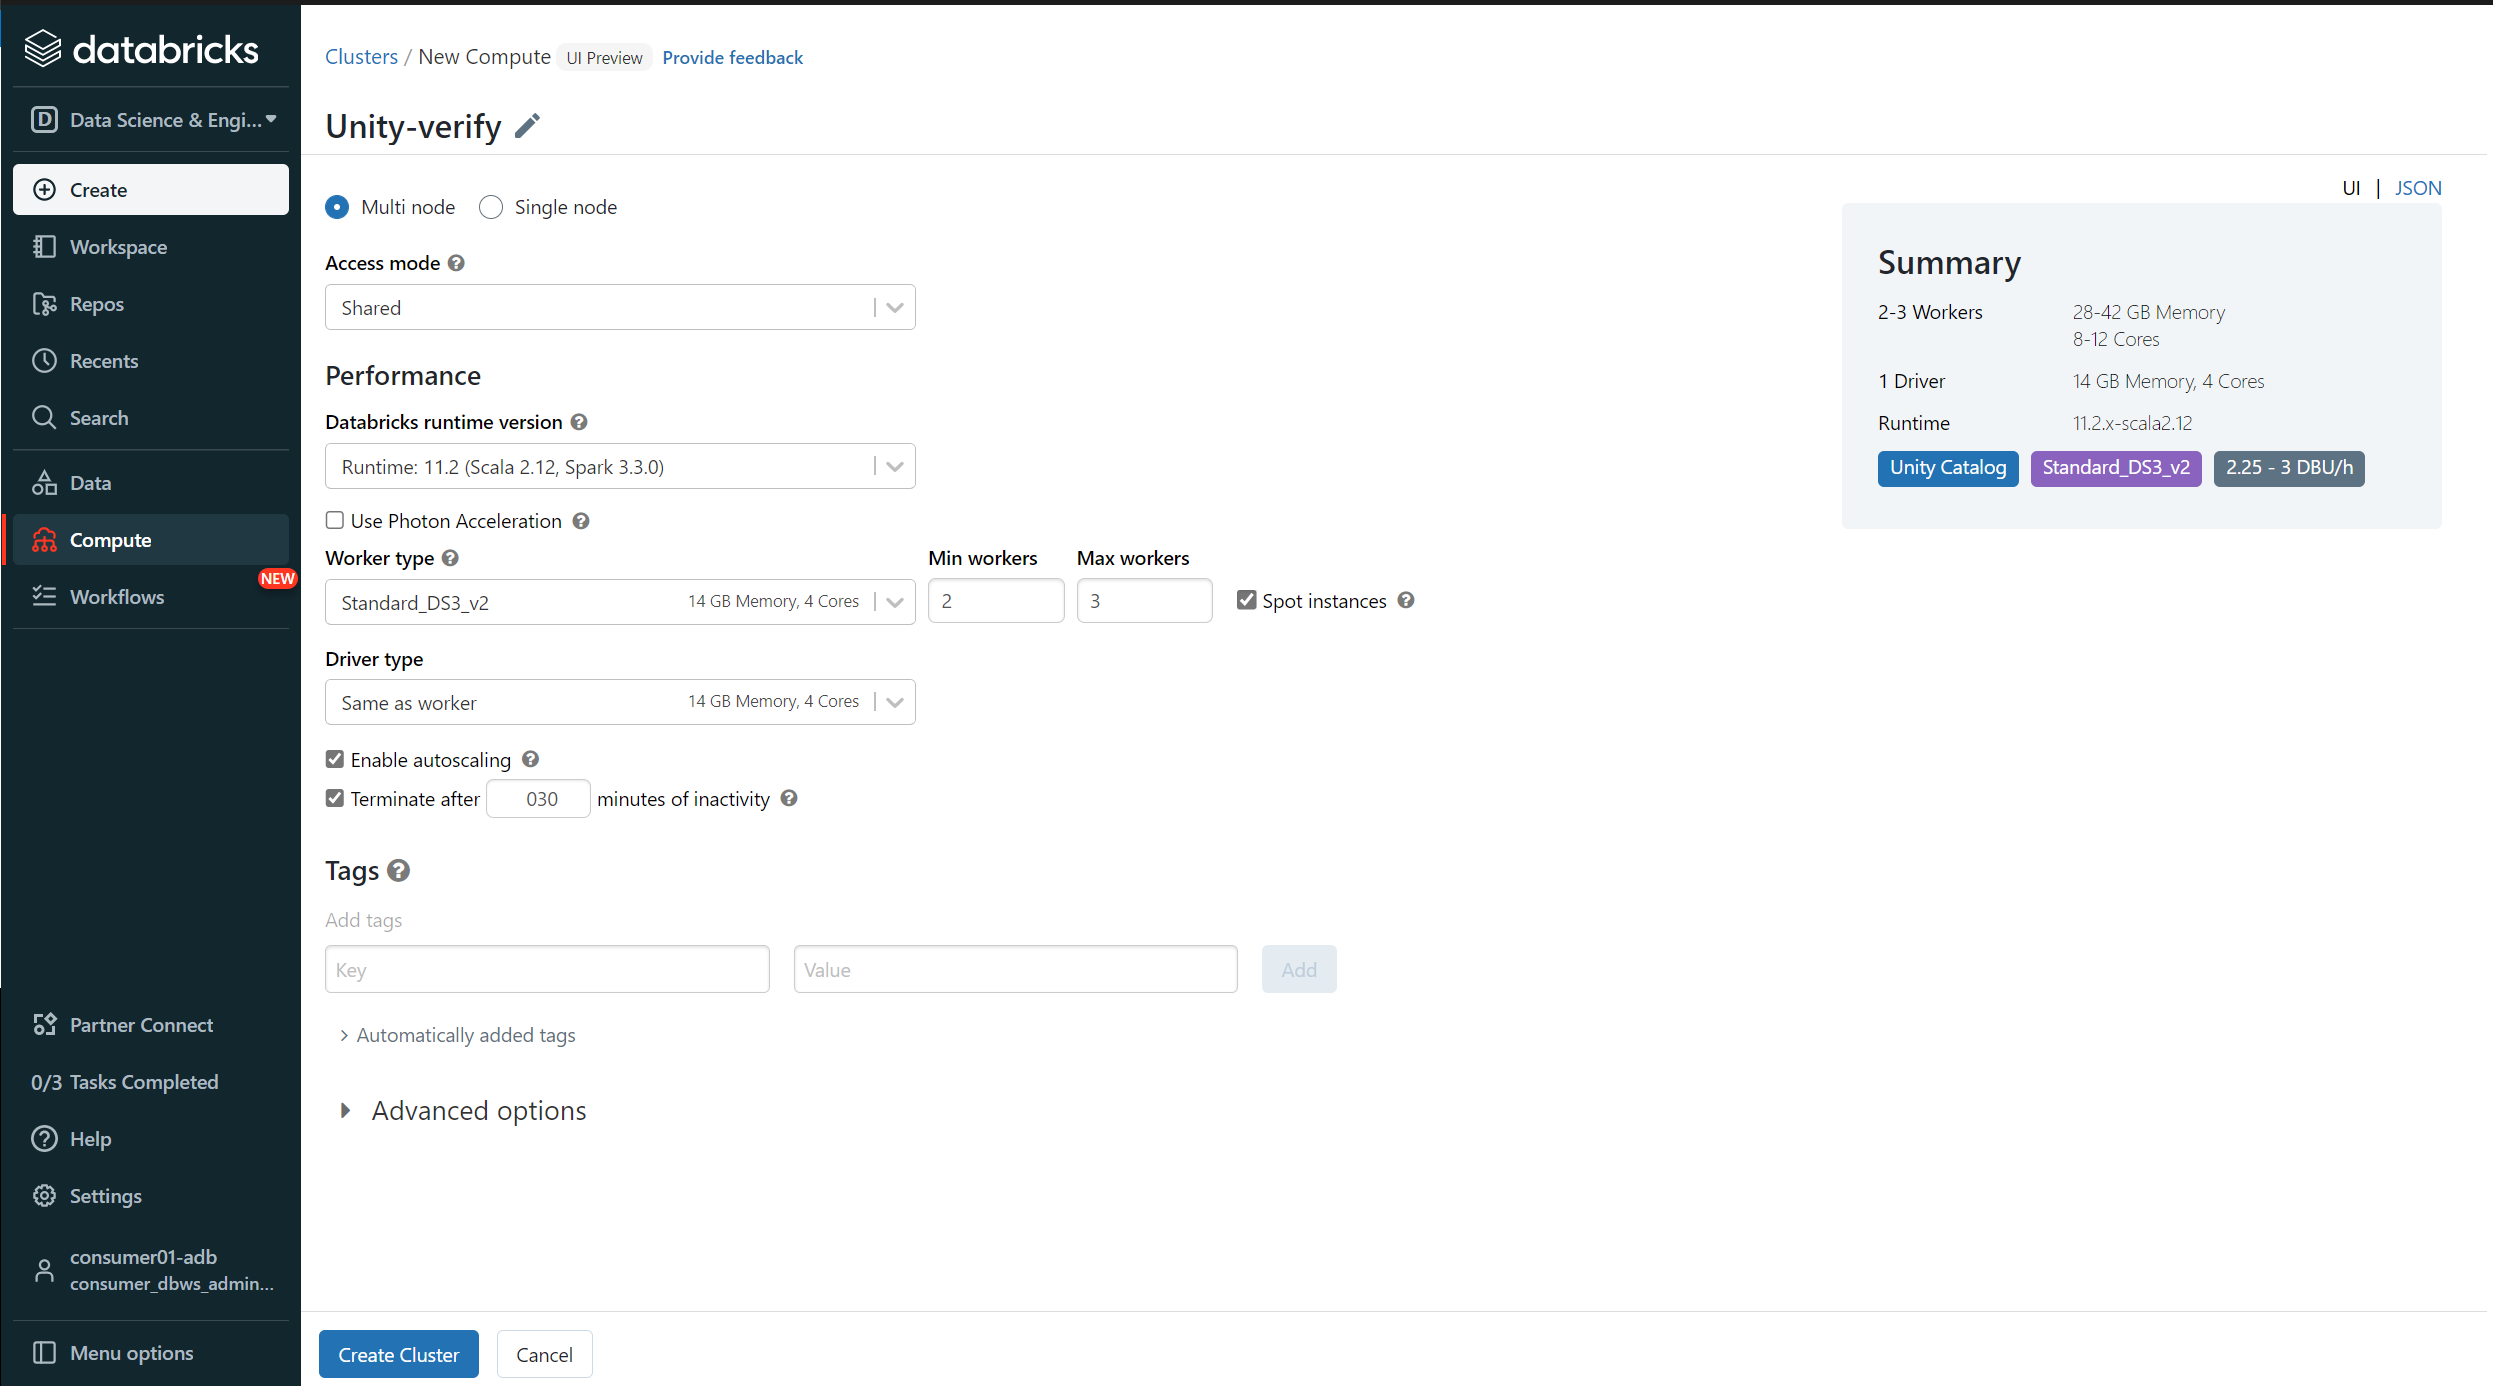 databricks
D Data Science & Engi...
Create
Workspace
Repos
Recents
Search
Data
Compute
NEW
Workflows
Partner Connect
0/3 Tasks Completed
Help
Settings
consumer01-adb
consumer_dbws_admin...
Menu options
Clusters / New Compute UI Preview Provide feedback
Unity-verify
UI | JSON
Multi node Single node
Access mode
Shared
Performance
Databricks runtime version
Runtime: 11.2 (Scala 2.12, Spark 3.3.0)
Use Photon Acceleration
Worker type Min workers Max workers
Standard_DS3_v2 14 GB Memory, 4 Cores 2 3 Spot instances
Driver type
Same as worker 14 GB Memory, 4 Cores
Enable autoscaling
Terminate after 030 minutes of inactivity
Tags
Add tags
Key Value Add
Automatically added tags
Advanced options
Create Cluster Cancel
Summary
2-3 Workers 28-42 GB Memory
8-12 Cores
1 Driver 14 GB Memory, 4 Cores
Runtime 11.2.x-scala2.12
Unity Catalog Standard_DS3_v2 2.25 - 3 DBU/h